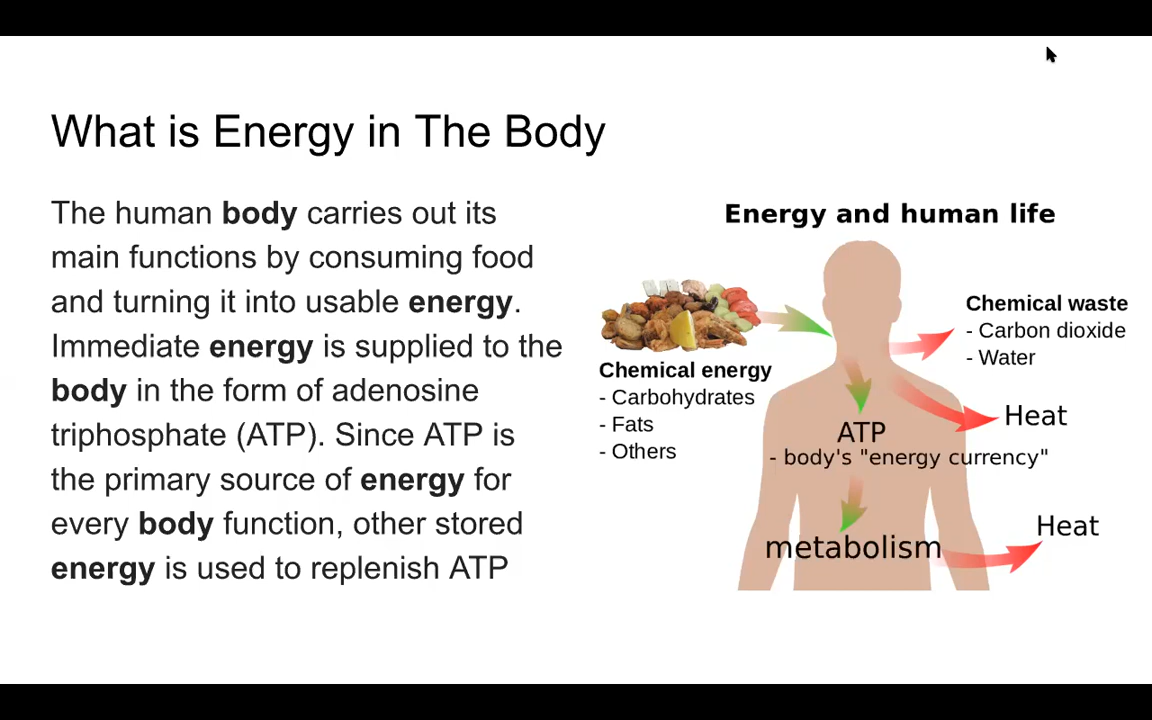 What is Energy in The Body
The human body carries out its
main functions by consuming food
and turning it into usable energy.
Immediate energy is supplied to the
body in the form of adenosine
triphosphate (ATP). Since ATP is
the primary source of energy for
every body function, other stored
energy is used to replenish ATP
Energy and human life
Chemical energy
- Carbohydrates
- Fats
- Others
Chemical waste
- Carbon dioxide
- Water
Heat
ATP
- body's "energy currency"
metabolism
Heat